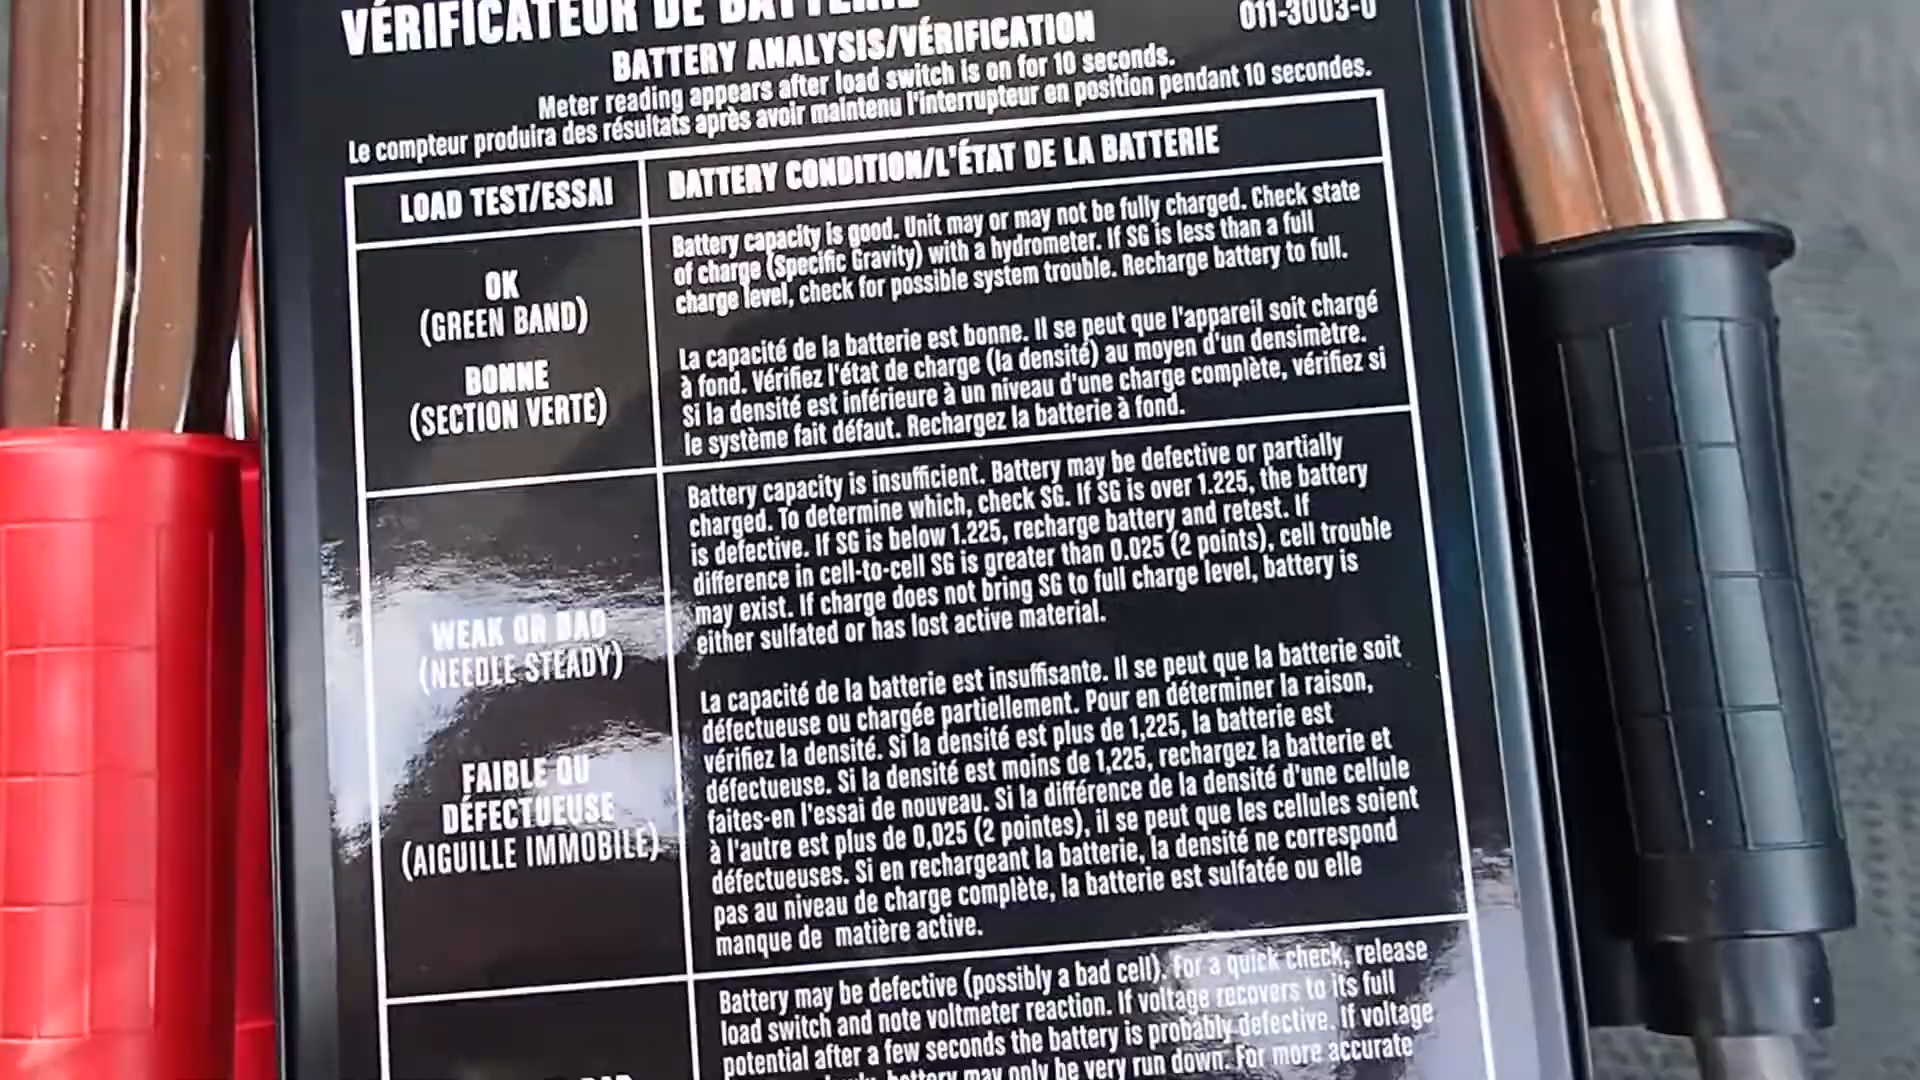 VÉRIFICATEUR DE BATTERIE
011-3003-0
BATTERY ANALYSIS/VÉRIFICATION
Meter reading appears after load switch is on for 10 seconds.
Le compteur produira des résultats après avoir maintenu l'interrupteur en position pendant 10 secondes.
LOAD TEST/ESSAI
BATTERY CONDITION/L'ÉTAT DE LA BATTERIE
OK
(GREEN BAND)
BONNE
(SECTION VERTE)
Battery capacity is good. Unit may or may not be fully charged. Check state
of charge (Specific Gravity) with a hydrometer. If SG is less than a full
charge level, check for possible system trouble. Recharge battery to full.
La capacité de la batterie est bonne. Il se peut que l'appareil soit chargé
à fond. Vérifiez l'état de charge (la densité) au moyen d'un densimètre.
Si la densité est inférieure à un niveau d'une charge complète, vérifiez si
le système fait défaut. Rechargez la batterie à fond.
WEAK OR BAD
(NEEDLE STEADY)
FAIBLE OU
DÉFECTUEUSE
(AIGUILLE IMMOBILE)
Battery capacity is insufficient. Battery may be defective or partially
charged. To determine which, check SG. If SG is over 1.225, the battery
is defective. If SG is below 1.225, recharge battery and retest. If
difference in cell-to-cell SG is greater than 0.025 (2 points), cell trouble
may exist. If charge does not bring SG to full charge level, battery is
either sulfated or has lost active material.
La capacité de la batterie est insuffisante. Il se peut que la batterie soit
défectueuse ou chargée partiellement. Pour en déterminer la raison,
vérifiez la densité. Si la densité est plus de 1,225, la batterie est
défectueuse. Si la densité est moins de 1,225, rechargez la batterie et
faites-en l'essai de nouveau. Si la différence de la densité d'une cellule
à l'autre est plus de 0,025 (2 pointes), il se peut que les cellules soient
défectueuses. Si en rechargeant la batterie, la densité ne correspond
pas au niveau de charge complète, la batterie est sulfatée ou elle
manque de matière active.
Battery may be defective (possibly a bad cell). For a quick check, release
load switch and note voltmeter reaction. If voltage recovers to its full
potential after a few seconds the battery is probably defective. If voltage
battery may only be very run down. For more accurate